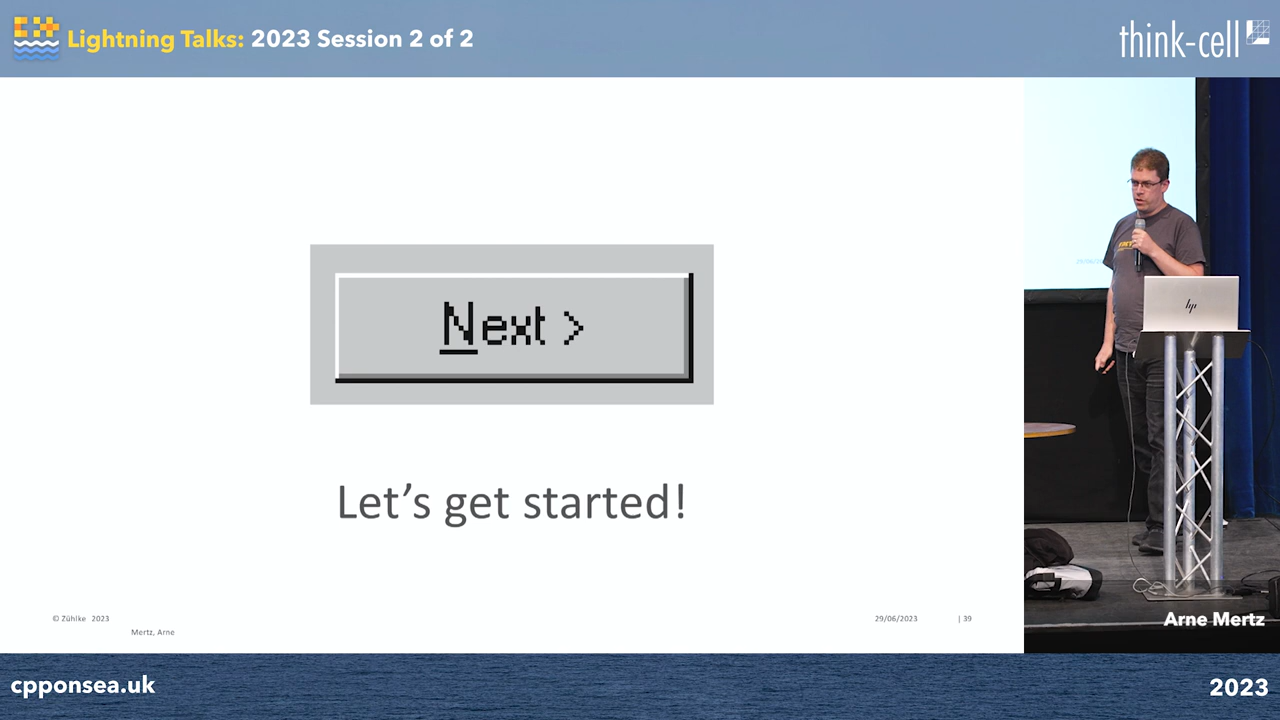 Lightning Talks: 2023 Session 2 of 2
think-cell
Next >
Let's get started!
© Zühlke 2023
Mertz, Arne
29/06/2023
| 39
hp
Arne Mertz
cpponsea.uk
2023